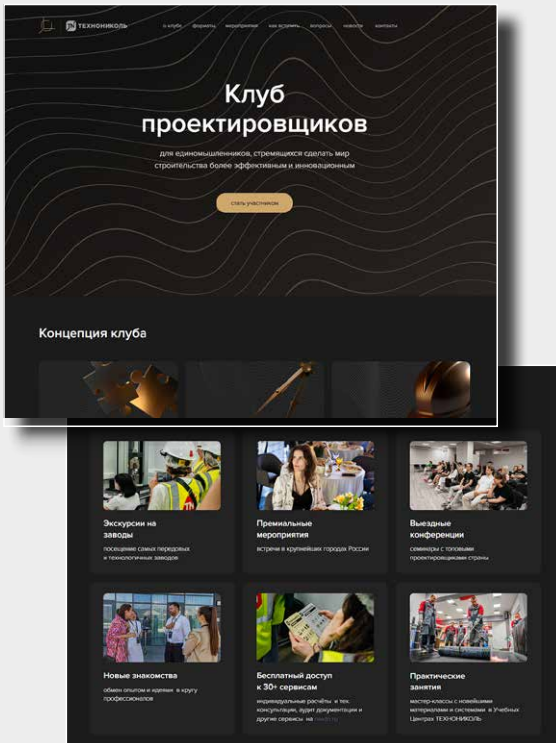 ТЕХНОНИКОЛЬ
о клубе форматы мероприятия как вступить вопросы новости контакты
Клуб
проектировщиков
для единомышленников, стремящихся сделать мир
строительства более эффективным и инновационным
стать участником
Концепция клуба
Экскурсии на
заводы
посещение самых передовых
и технологичных заводов
Премиальные
мероприятия
встречи в крупнейших городах России
Выездные
конференции
семинары с топовыми
проектировщиками страны
Новые знакомства
обмен опытом и идеями в кругу
профессионалов
Бесплатный доступ
к 30+ сервисам
индивидуальные расчёты и тех.
консультации, аудит документации и
другие сервисы на
Практические
занятия
мастер-классы с новейшими
материалами и системами в Учебных
Центрах ТЕХНОНИКОЛЬ